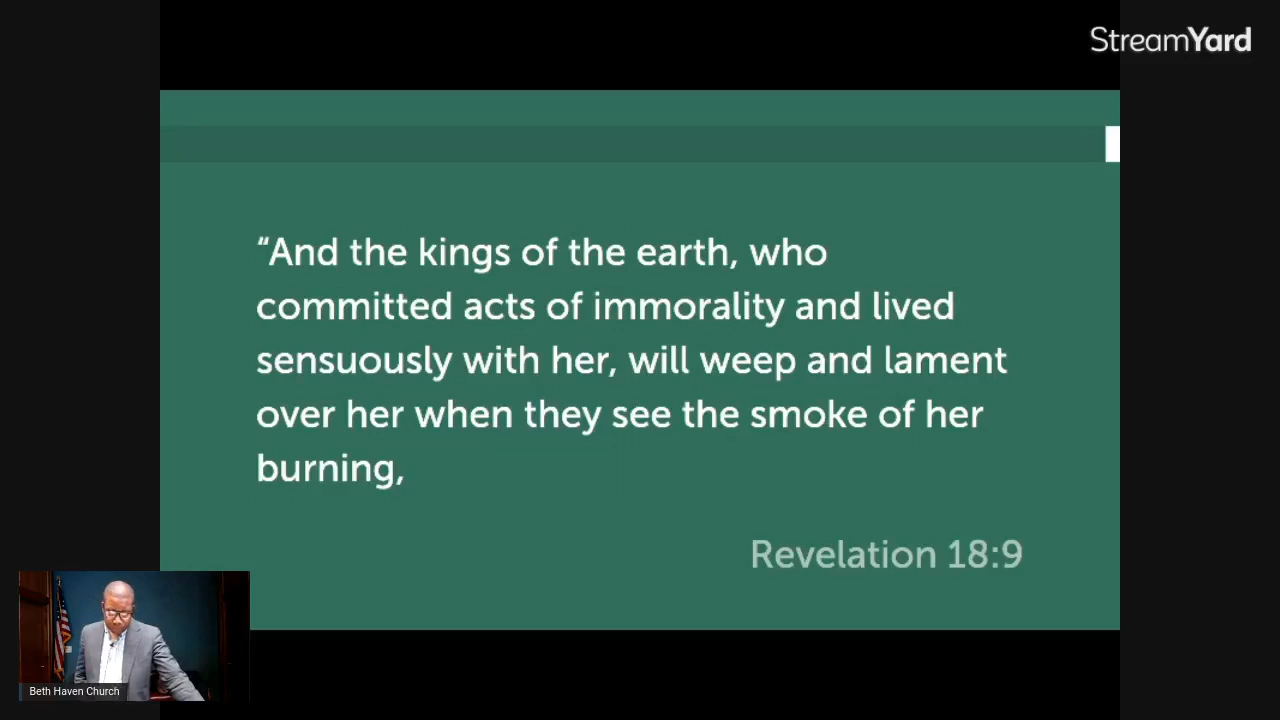 StreamYard
“And the kings of the earth, who
committed acts of immorality and lived
sensuously with her, will weep and lament
over her when they see the smoke of her
burning,
Revelation 18:9
Beth Haven Church